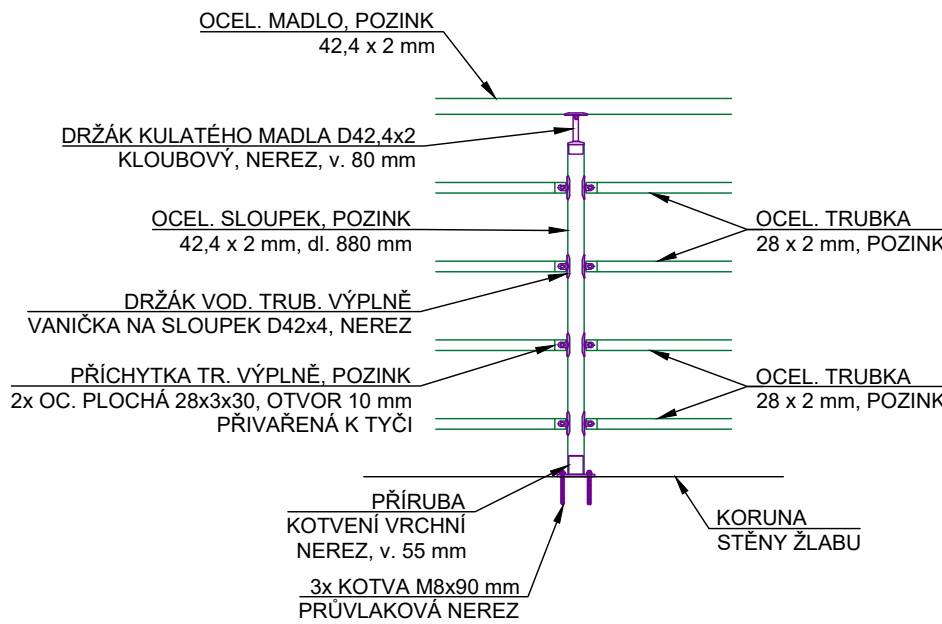 OCEL. MADLO, POZINK
42,4 x 2 mm
DRŽÁK KULATÉHO MADLA D42,4x2
KLOUBOVÝ, NEREZ, v. 80 mm
OCEL. SLOUPEK, POZINK
42,4 x 2 mm, dl. 880 mm
OCEL. TRUBKA
28 x 2 mm, POZINK
DRŽÁK VOD. TRUB. VÝPLNĚ
VANIČKA NA SLOUPEK D42x4, NEREZ
PŘÍCHYTKA TR. VÝPLNĚ, POZINK
2x OC. PLOCHÁ 28x3x30, OTVOR 10 mm
PŘIVAŘENÁ K TYČI
OCEL. TRUBKA
28 x 2 mm, POZINK
PŘÍRUBA
KOTVENÍ VRCHNÍ
NEREZ, v. 55 mm
KORUNA
STĚNY ŽLABU
3x KOTVA M8x90 mm
PRŮVLAKOVÁ NEREZ